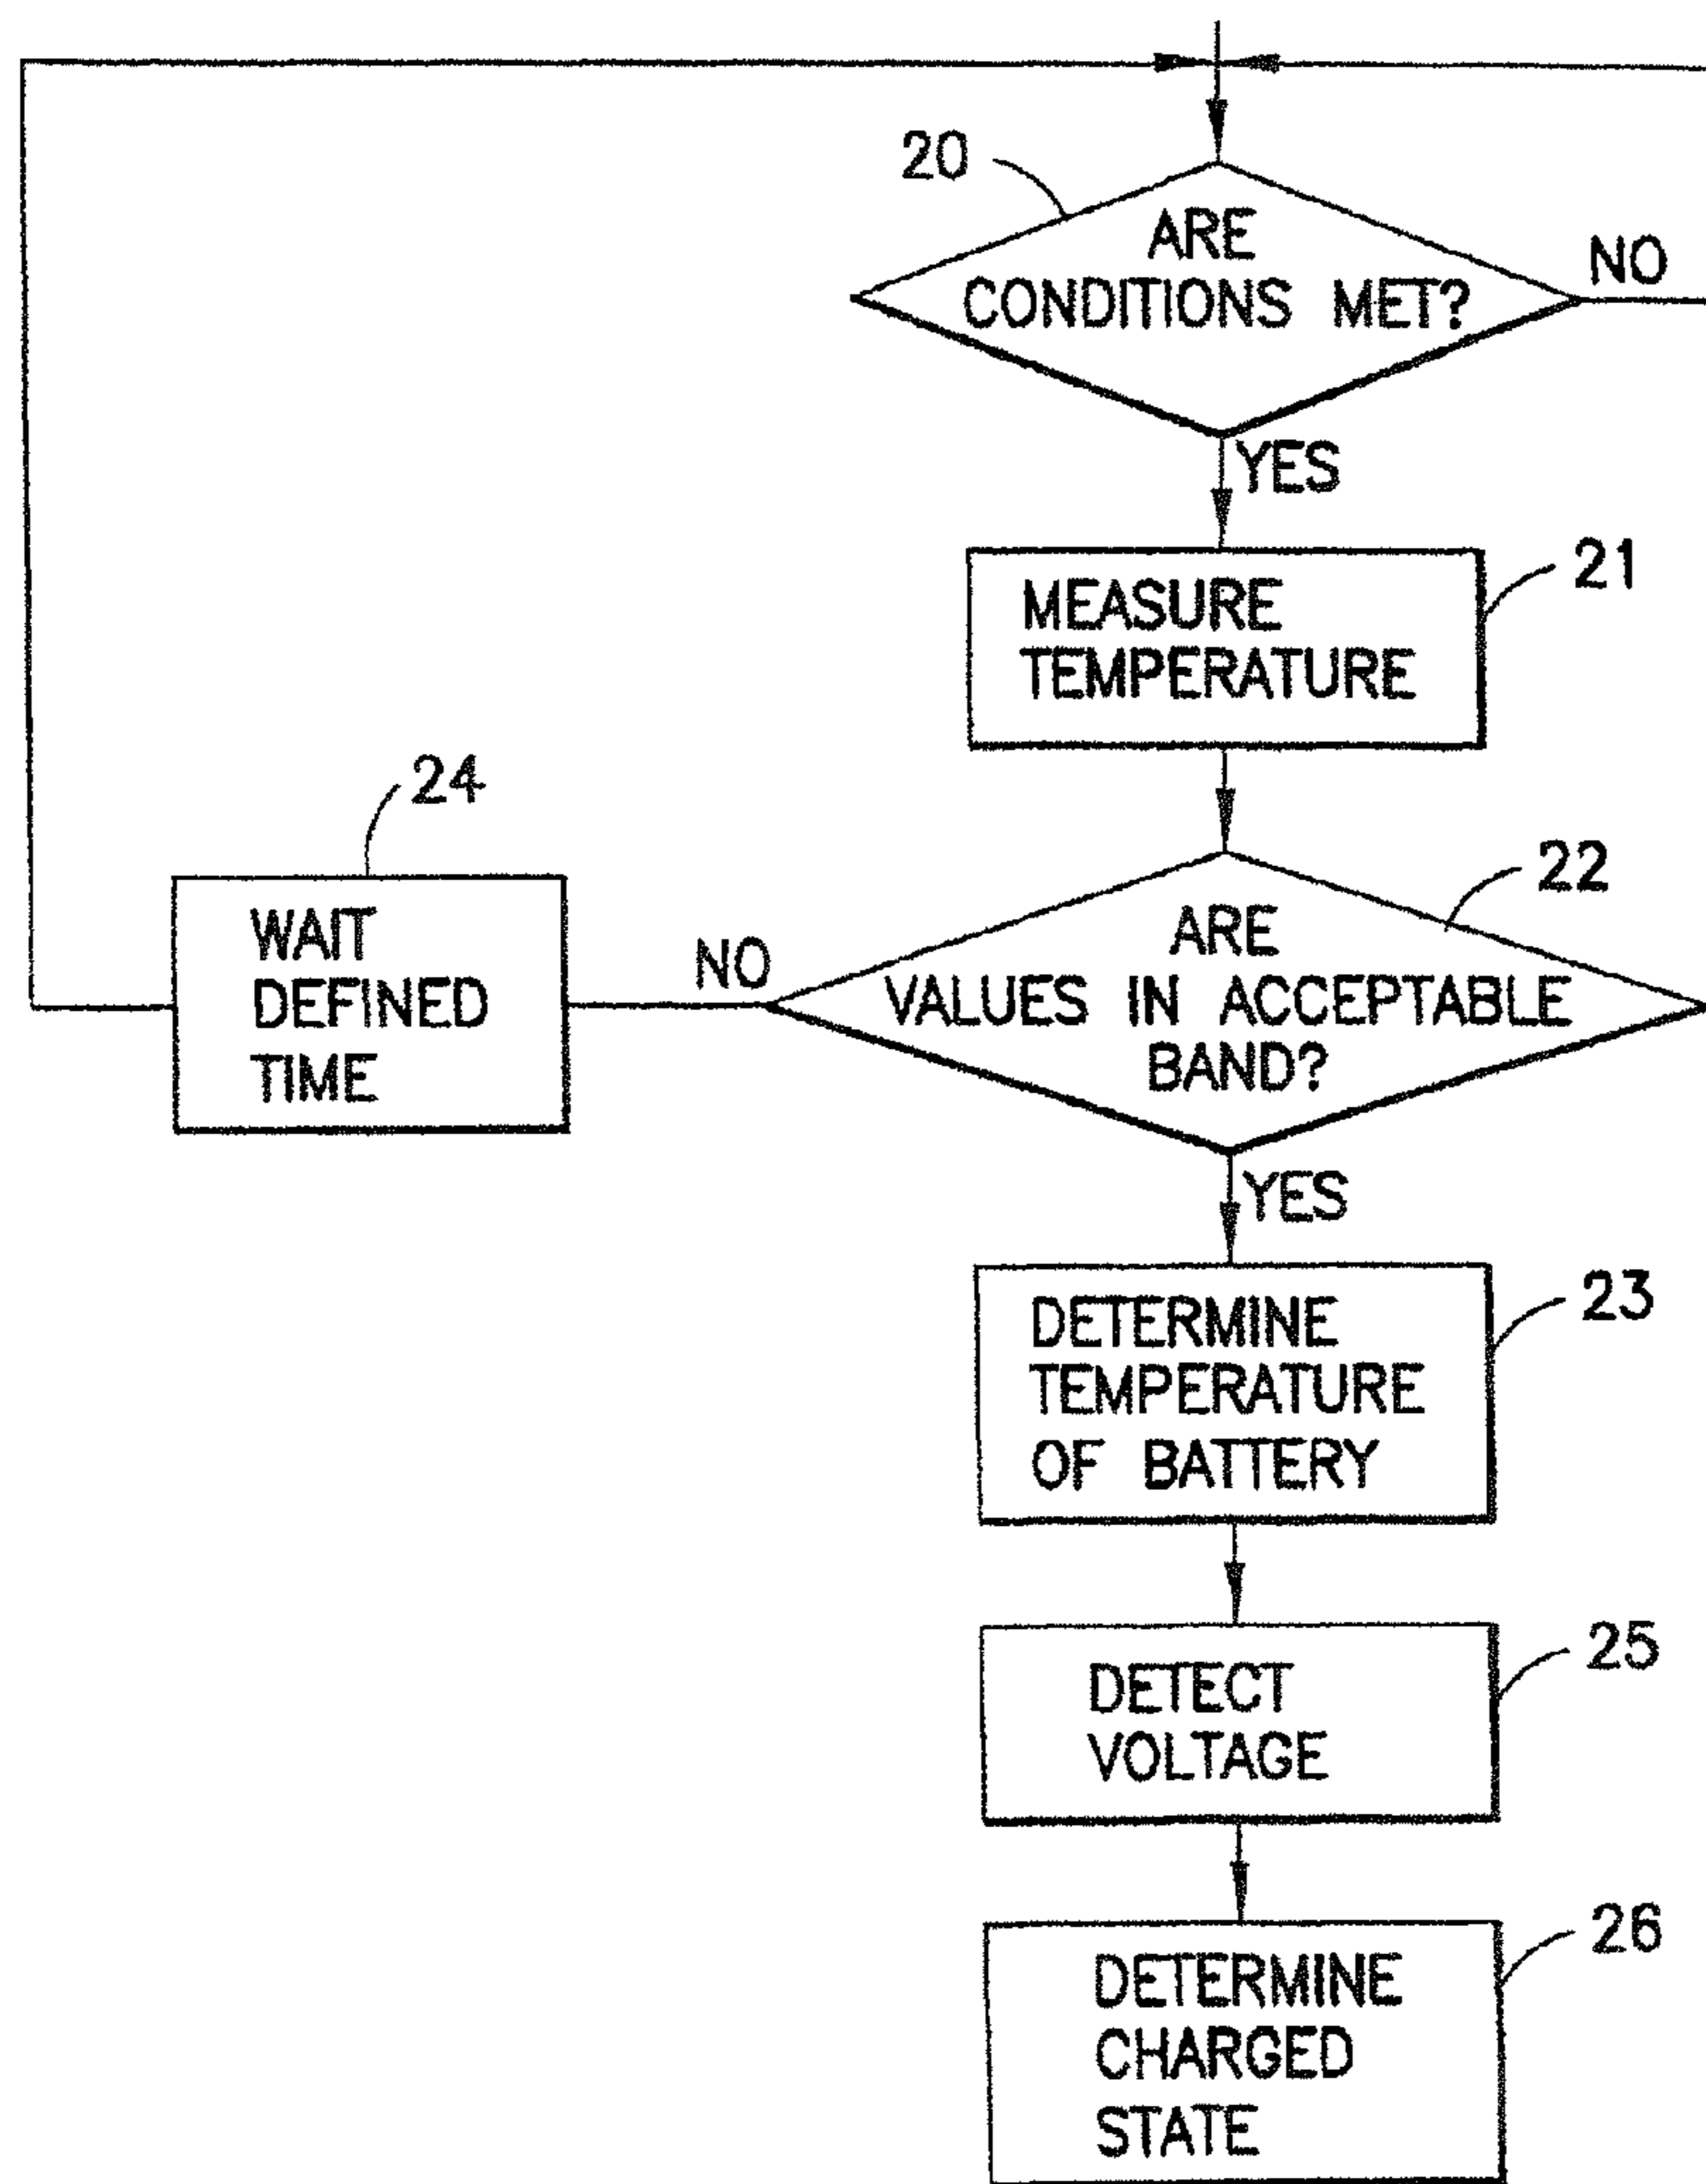 20
ARE
CONDITIONS MET?
NO
YES
21
MEASURE
TEMPERATURE
24
WAIT
DEFINED
TIME
NO
22
ARE
VALUES IN ACCEPTABLE
BAND?
YES
23
DETERMINE
TEMPERATURE
OF BATTERY
25
DETECT
VOLTAGE
26
DETERMINE
CHARGED
STATE